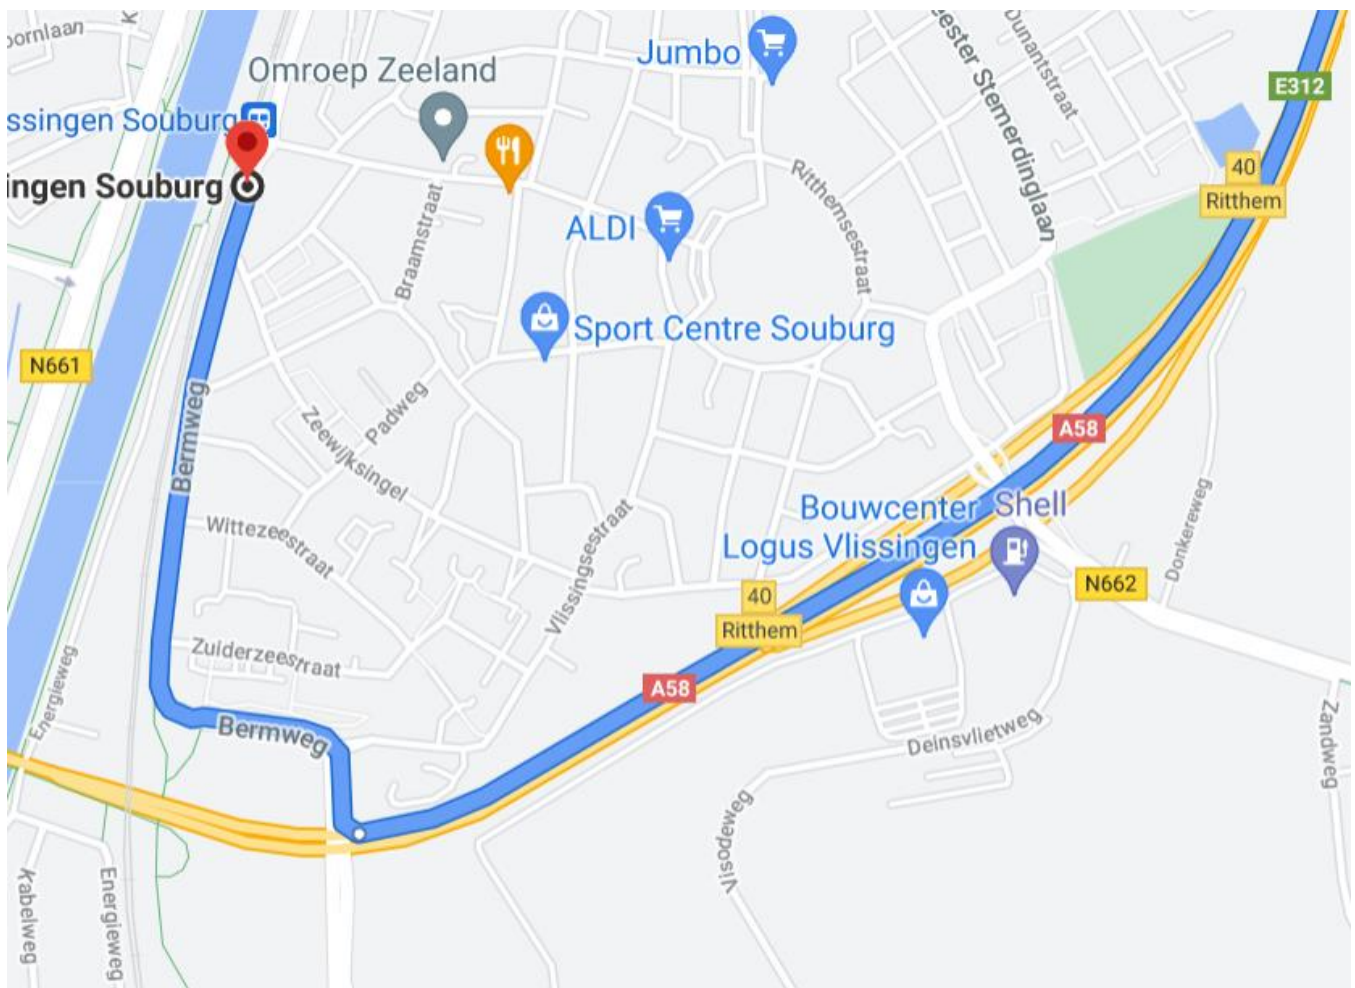 oornlaan
K
Jumbo
ester Stemerdinglaan
Dunantstraat
E312
Omroep Zeeland
ssingen Souburg
ingen Souburg
40
Ritthem
Ritthemsestraat
Braamstraat
ALDI
Sport Centre Souburg
N661
Bermweg
Padweg
Zeewijksingel
A58
Bouwcenter
Logus Vlissingen
Shell
Donkereweg
Wittezeestraat
Vlissingsestraat
40
Ritthem
N662
Zuiderzeestraat
Energieweg
A58
Bermweg
Deinsvlietweg
Zandweg
Visodeweg
Kabelweg
Energieweg